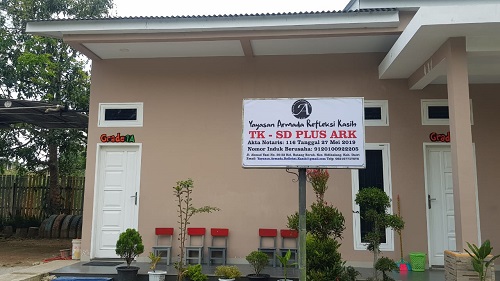 Yayasan Armada Refleksi Kasih
TK - SD PLUS ARK
Akta Notaris: 116 Tanggal 27 Mei 2019
Nomor Induk Berusaha: 9120100922205
Grade 1A
Grade